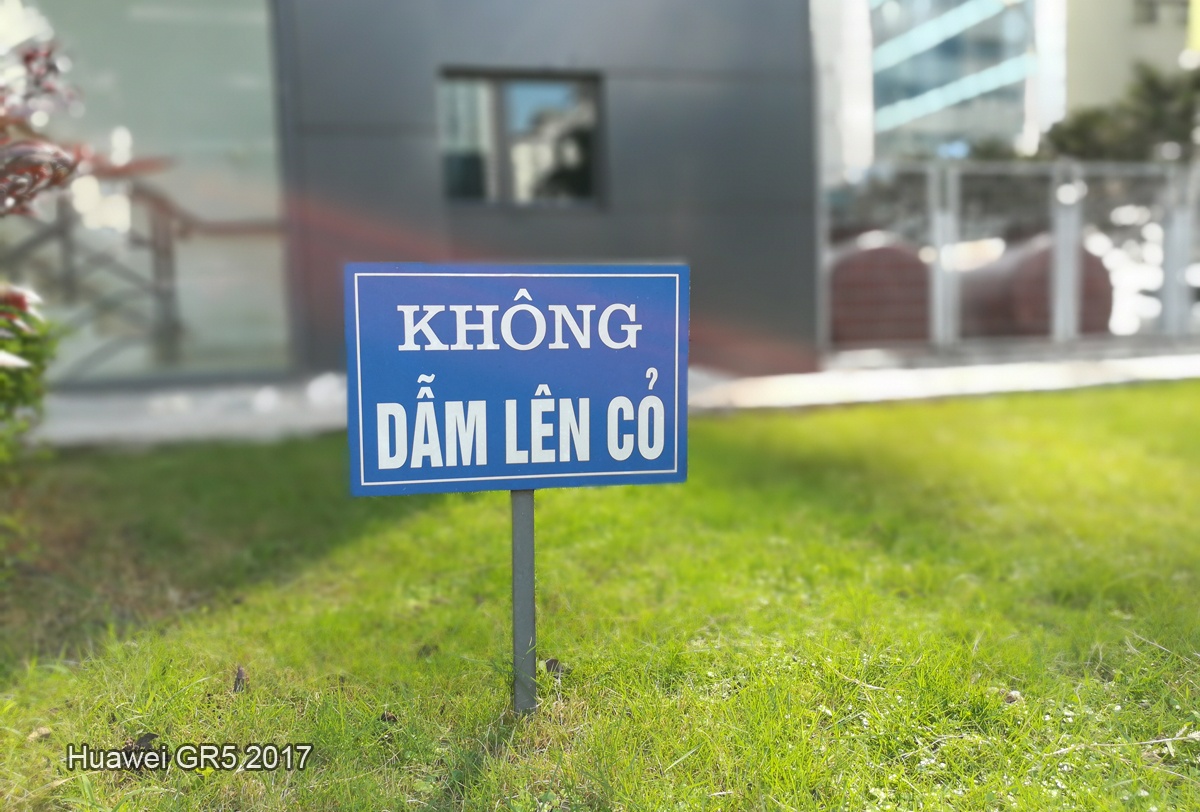 KHÔNG
DẪM LÊN CỎ
Huawei GR5 2017